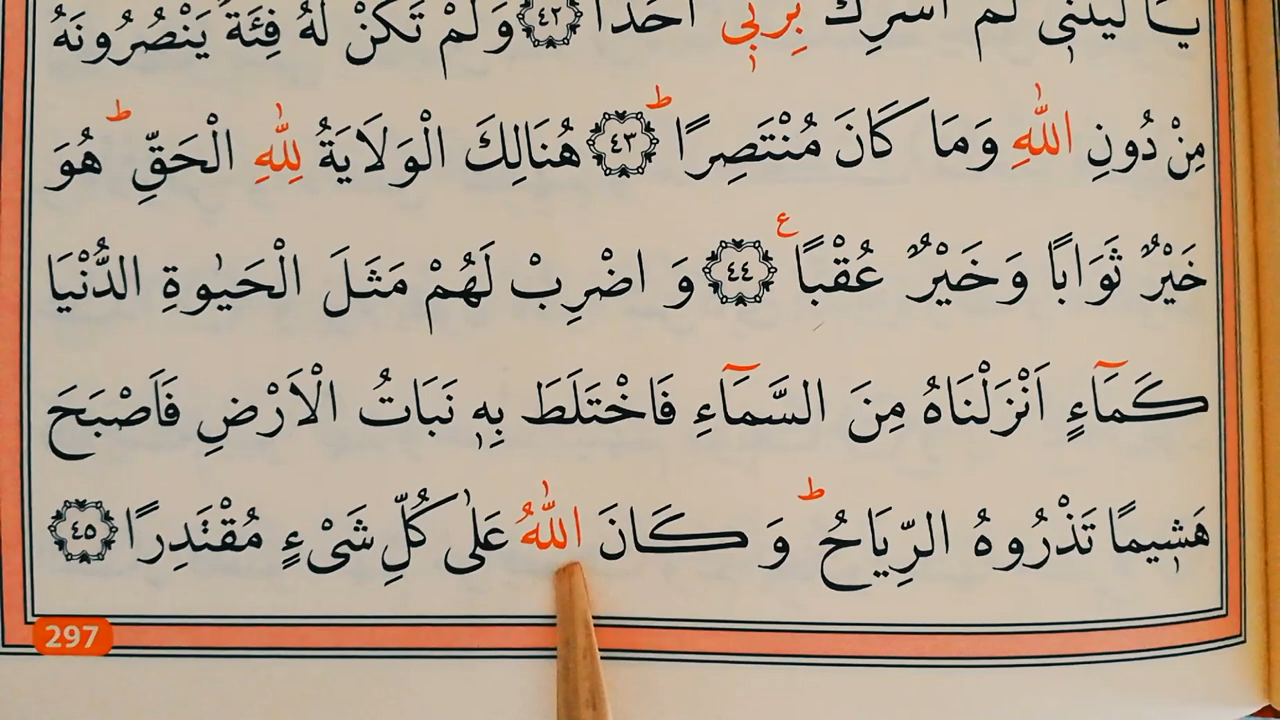 يَا لَيْتَنٖي لَمْ اُشْرِكْ بِرَبّٖي اَحَدًا ﴿٤٢﴾ وَلَمْ تَكُنْ لَهُ فِئَةٌ يَنْصُرُونَهُ
مِنْ دُونِ اللّٰهِ وَمَا كَانَ مُنْتَصِرًاؕ ﴿٤٣﴾ هُنَالِكَ الْوَلَايَةُ لِلّٰهِ الْحَقِّؕ هُوَ
خَيْرٌ ثَوَابًا وَخَيْرٌ عُقْبًاع ﴿٤٤﴾ وَ اضْرِبْ لَهُمْ مَثَلَ الْحَيٰوةِ الدُّنْيَا
كَمَٓاءٍ اَنْزَلْنَاهُ مِنَ السَّمَٓاءِ فَاخْتَلَطَ بِهٖ نَبَاتُ الْاَرْضِ فَاَصْبَحَ
هَشٖيمًا تَذْرُوهُ الرِّيَاحُؕ وَ كَانَ اللّٰهُ عَلٰى كُلِّ شَىْءٍ مُقْتَدِرًا ﴿٤٥﴾
297